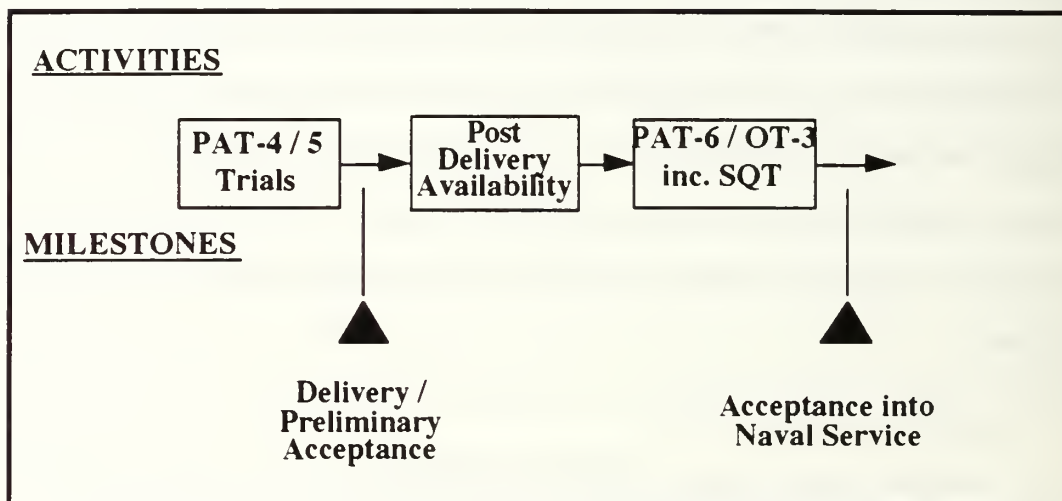 ACTIVITIES
PAT-4 / 5
Trials
Post
Delivery
Availability
PAT-6 / OT-3
inc. SQT
MILESTONES
Delivery /
Preliminary
Acceptance
Acceptance into
Naval Service